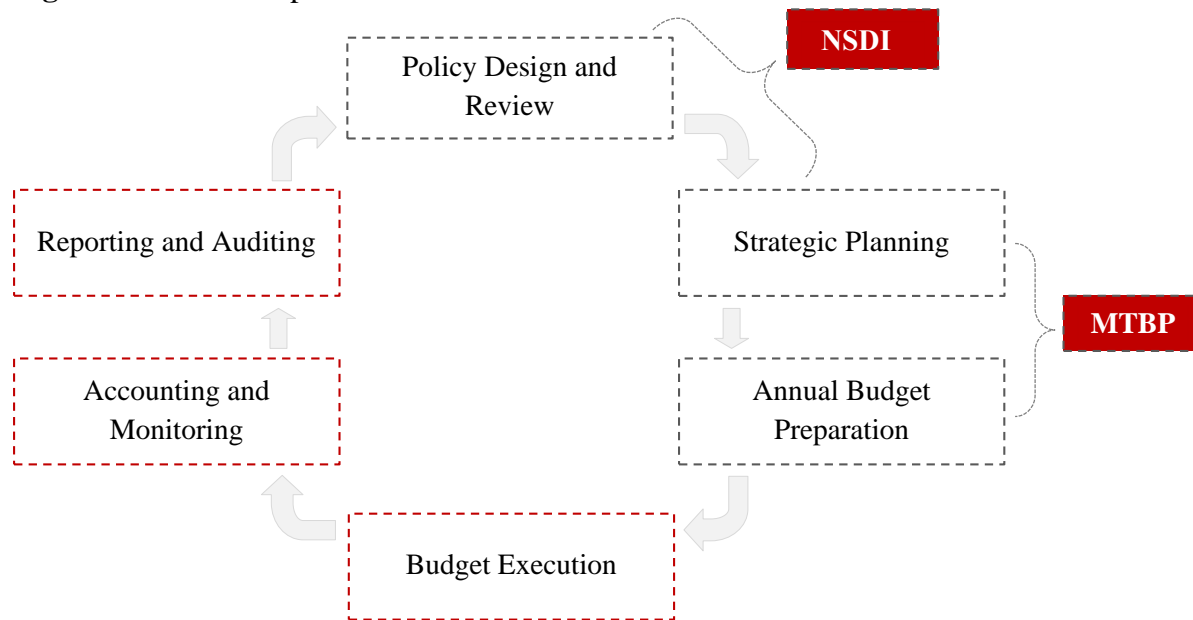 NSDI
Policy Design and
Review
Reporting and Auditing
Strategic Planning
MTBP
Accounting and
Monitoring
Annual Budget
Preparation
Budget Execution